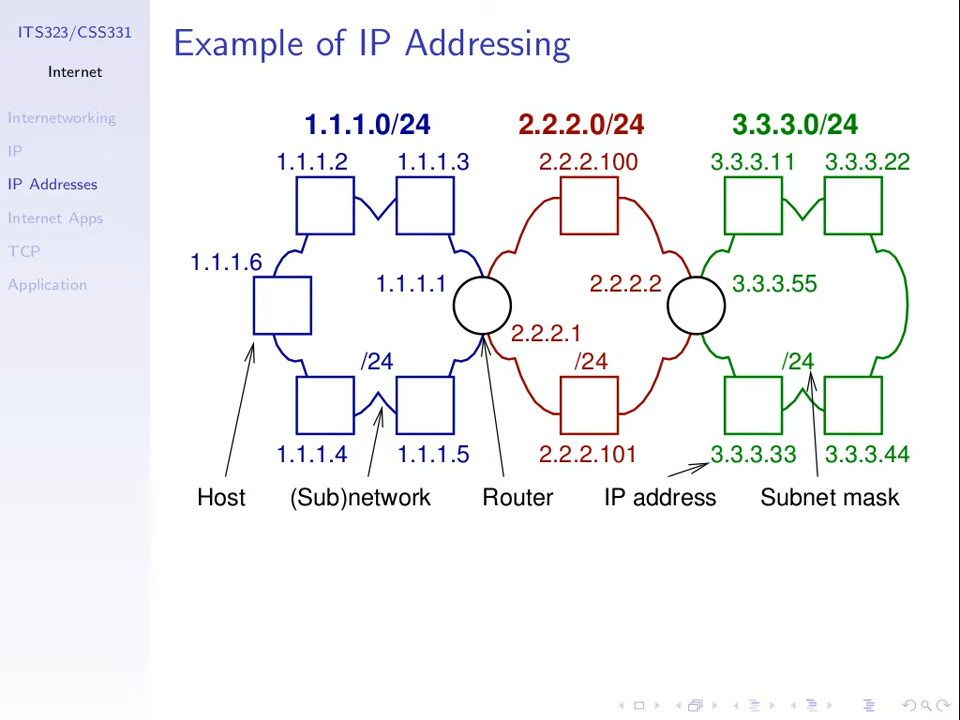 ITS323/CSS331
Internet
Internetworking
IP
IP Addresses
Internet Apps
TCP
Application
Example of IP Addressing
1.1.1.0/24 2.2.2.0/24 3.3.3.0/24
1.1.1.2 1.1.1.3 2.2.2.100 3.3.3.11 3.3.3.22
1.1.1.6
1.1.1.1 2.2.2.2 3.3.3.55
2.2.2.1
/24 /24 /24
1.1.1.4 1.1.1.5 2.2.2.101 3.3.3.33 3.3.3.44
Host (Sub)network Router IP address Subnet mask